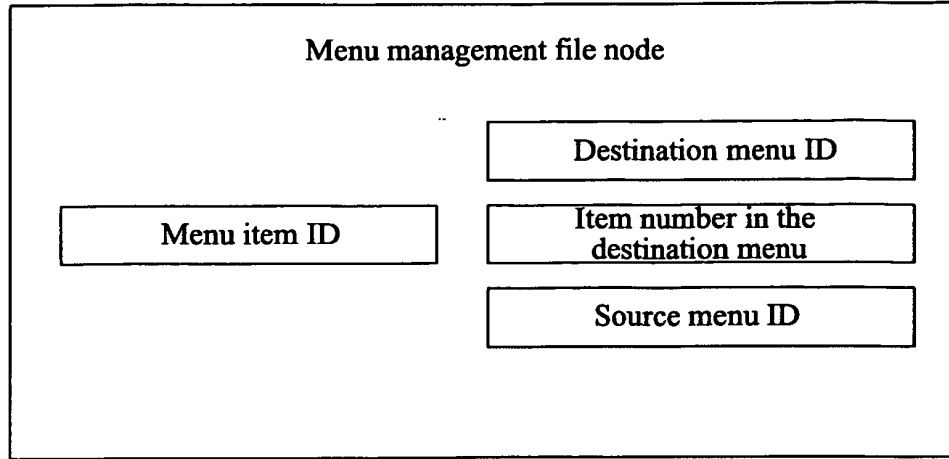 Menu management file node
Destination menu ID
Menu item ID
Item number in the
destination menu
Source menu ID